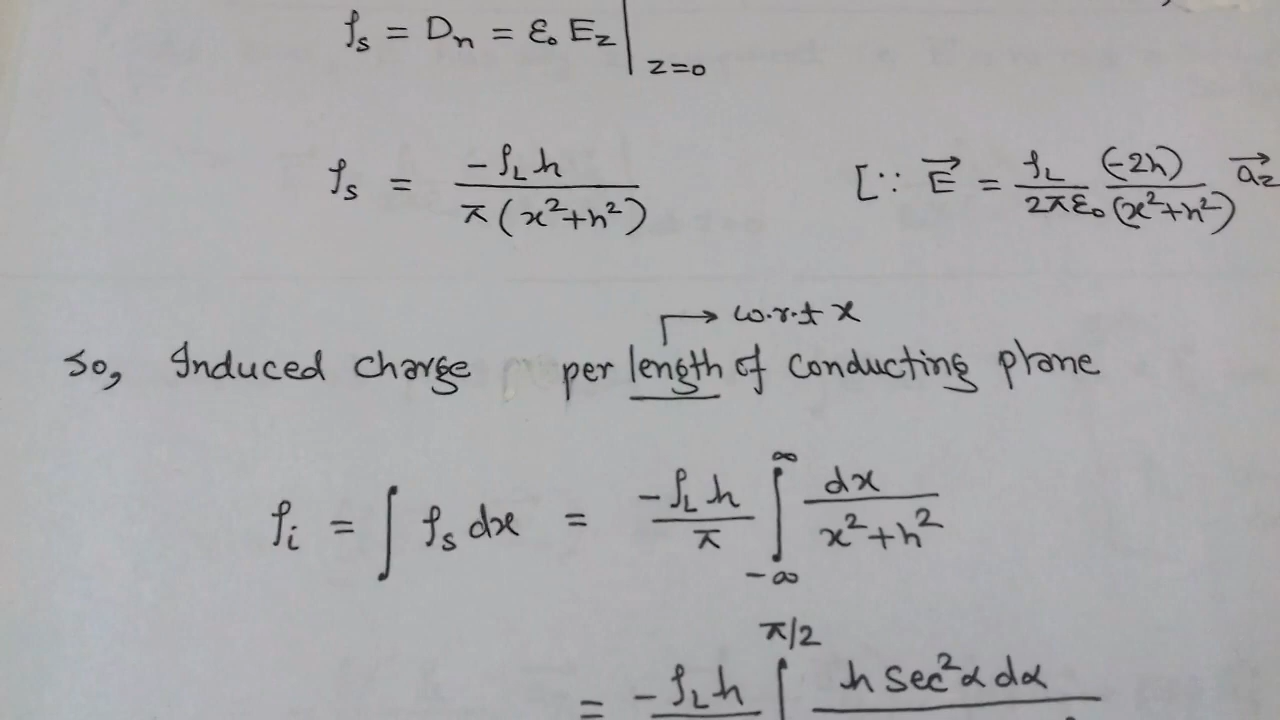 ρs = Dn = ε₀ Ez |z=0
ρs = -ρL h / π(x²+h²) [∵ E⃗ = ρL/2πε₀ (-2h)/(x²+h²) a⃗z
→ w.r.t x
So, Induced charge per length of conducting plane
ρi = ∫ ρs dx = -ρL h/π ∫_{-∞}^{∞} dx/x²+h²
= -ρL h ∫^{π/2} h sec²α dα